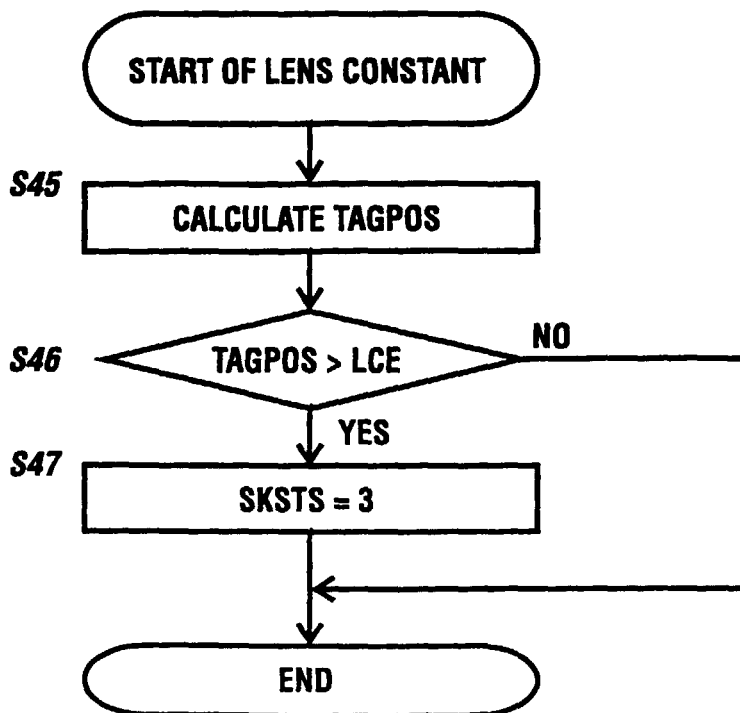 START OF LENS CONSTANT
S45
CALCULATE TAGPOS
S46
TAGPOS > LCE
NO
YES
S47
SKSTS = 3
END